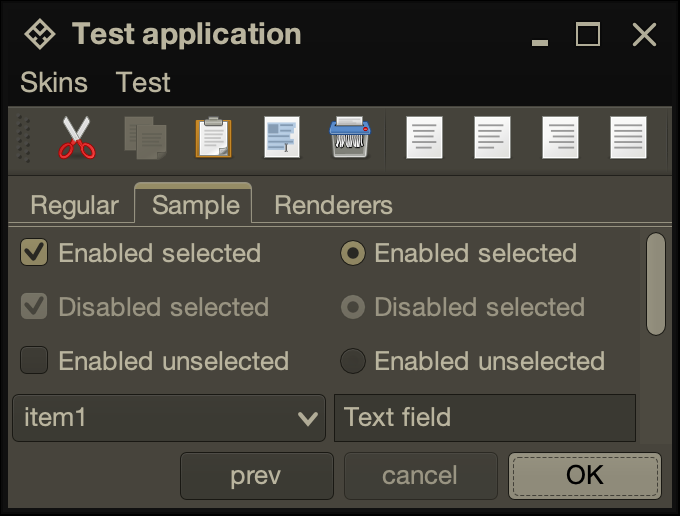 Test application
Skins Test
Regular Sample Renderers
Enabled selected Enabled selected
Disabled selected Disabled selected
Enabled unselected Enabled unselected
item1 Text field
prev cancel OK